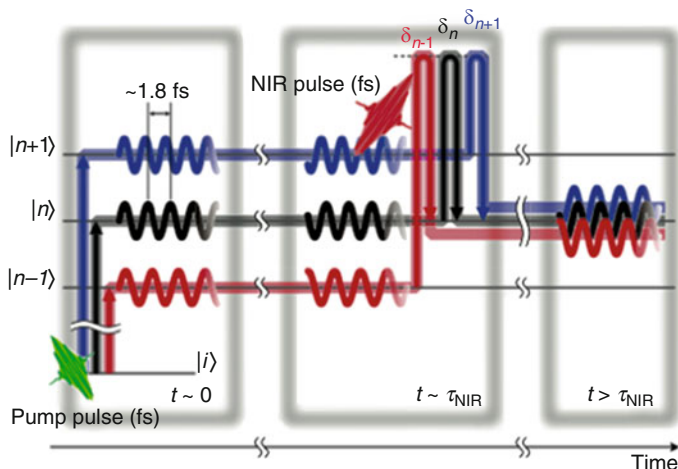 δn-1 δn δn+1
NIR pulse (fs)
~1.8 fs
|n+1⟩
|n⟩
|n−1⟩
|i⟩
t ~ 0
t ~ τNIR
t > τNIR
Pump pulse (fs)
Time